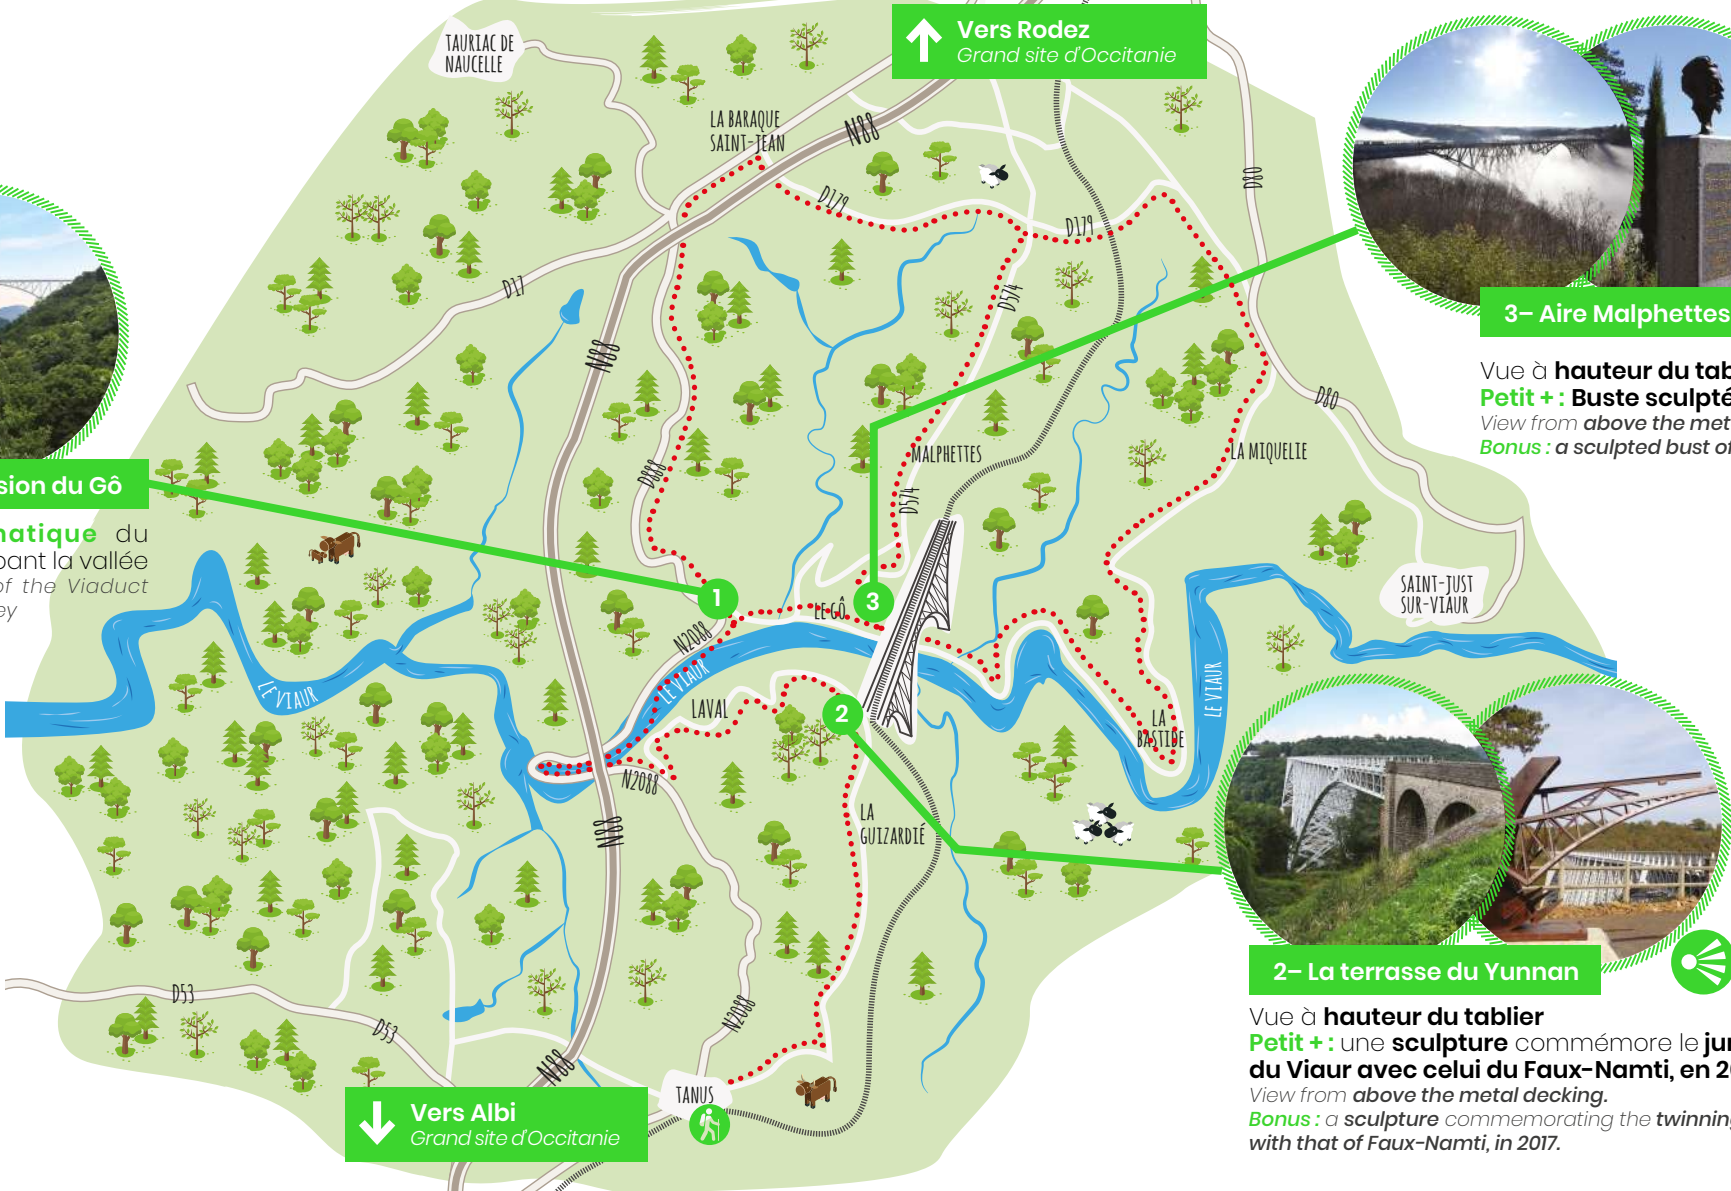 Vers Rodez
Grand site d'Occitanie
TAURIAC DE
NAUCELLE
LA BARAQUE
SAINT-JEAN
N88
D179
D179
D80
D17
D574
N88
D80
3– Aire Malphettes
Vue à hauteur du tab
Petit + : Buste sculpté
View from above the met
Bonus : a sculpted bust of
MALPHETTES
LA MIQUELIE
D888
D574
sion du Gô
matique du
pant la vallée
of the Viaduct
ey
1
LE GÔ
3
SAINT-JUST
SUR-VIAUR
N2088
LE VIAUR
LE VIAUR
LE VIAUR
LAVAL
2
LA
BASTIDE
N2088
N88
LA
GUIZARDIÉ
D53
D53
N2088
N88
TANUS
Vers Albi
Grand site d'Occitanie
2– La terrasse du Yunnan
Vue à hauteur du tablier
Petit + : une sculpture commémore le ju
du Viaur avec celui du Faux-Namti, en 2
View from above the metal decking.
Bonus : a sculpture commemorating the twinning
with that of Faux-Namti, in 2017.